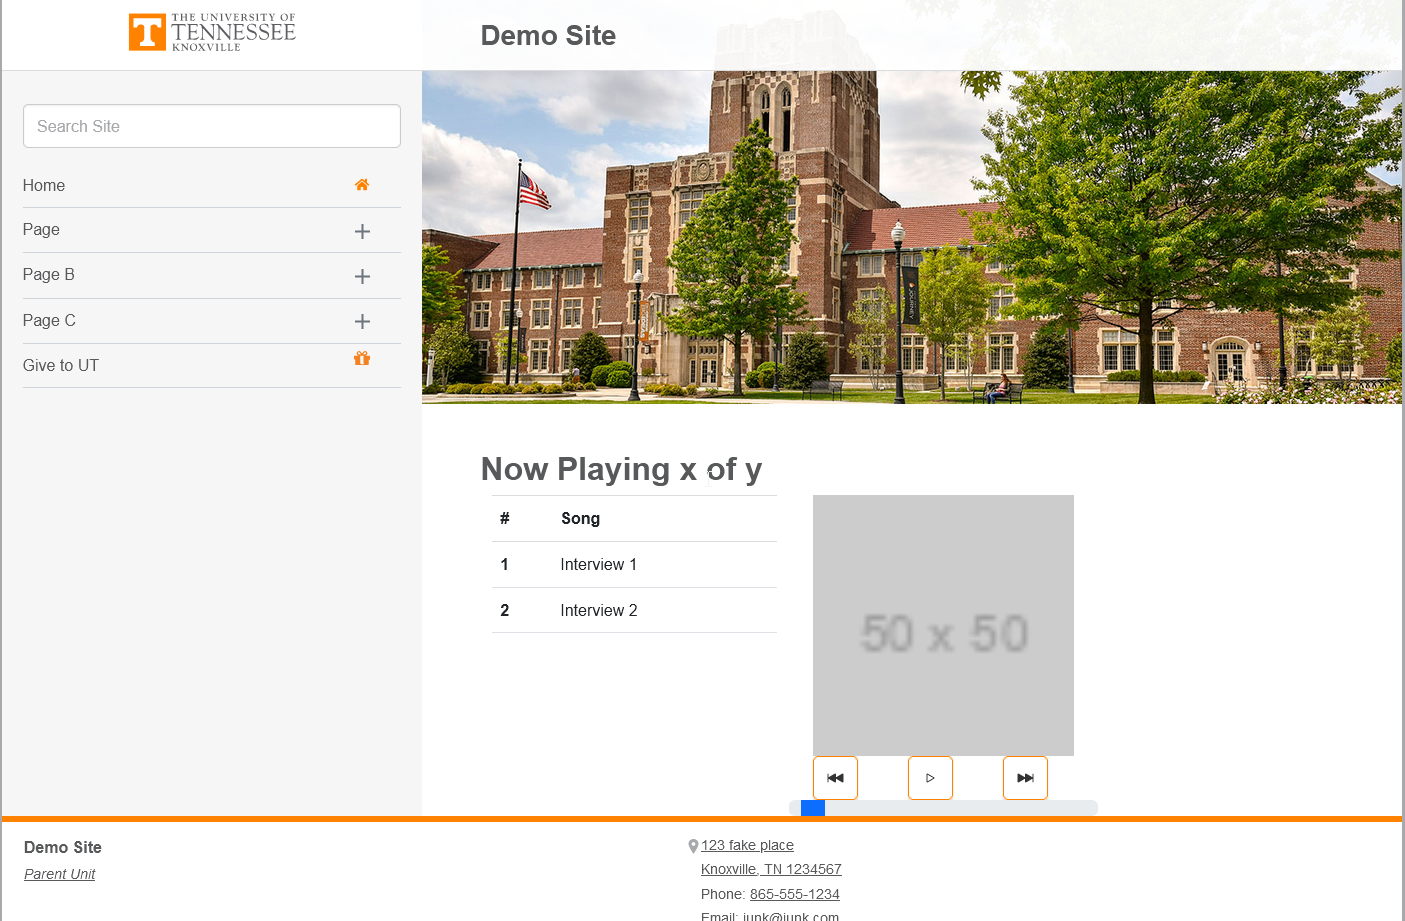 THE UNIVERSITY OF
TENNESSEE
KNOXVILLE
Demo Site
Search Site
Home
Page
Page B
Page C
Give to UT
Now Playing x of y
# Song
1 Interview 1
2 Interview 2
50 x 50
Demo Site
Parent Unit
123 fake place
Knoxville, TN 1234567
Phone: 865-555-1234
Email: junk@junk.com